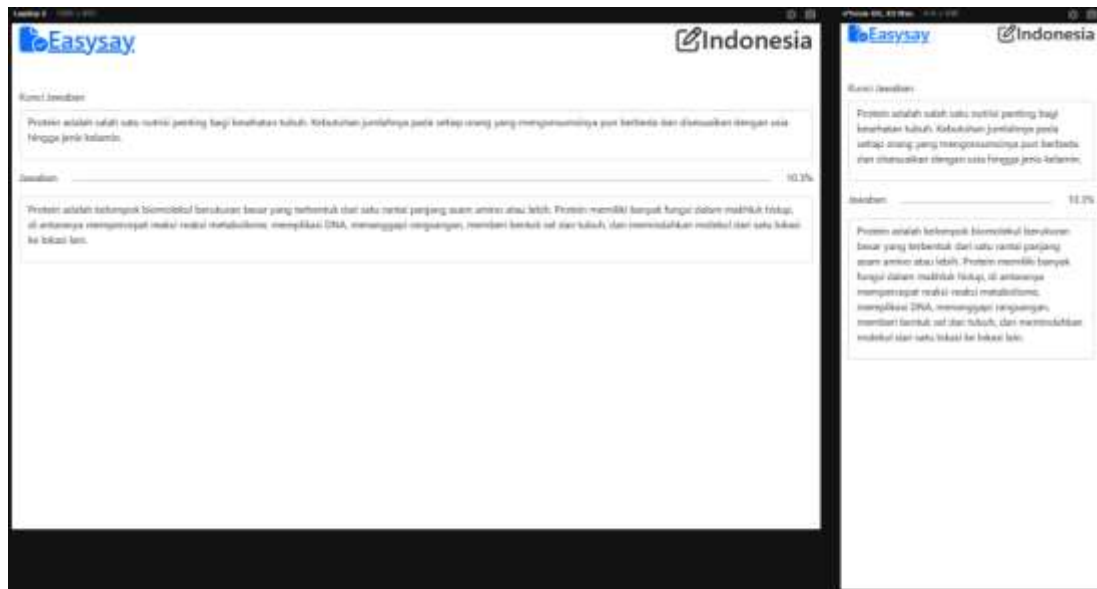 Easysay
Indonesia
Kunci Jawaban
Protein adalah salah satu nutrisi penting bagi kesehatan tubuh. Kebutuhan jumlahnya pada setiap orang yang mengonsumsinya pun berbeda dan disesuaikan dengan usia
hingga jenis kelamin.
Jawaban 10.3%
Protein adalah kelompok biomolekul berukuran besar yang terbentuk dari satu rantai panjang asam amino atau lebih. Protein memiliki banyak fungsi dalam makhluk hidup,
di antaranya mempercepat reaksi-reaksi metabolisme, mereplikasi DNA, menanggapi rangsangan, memberi bentuk sel dan tubuh, dan memindahkan molekul dari satu lokasi
ke lokasi lain.
Easysay
Indonesia
Kunci Jawaban
Protein adalah salah satu nutrisi penting bagi
kesehatan tubuh. Kebutuhan jumlahnya pada
setiap orang yang mengonsumsinya pun berbeda
dan disesuaikan dengan usia hingga jenis kelamin.
Jawaban 10.3%
Protein adalah kelompok biomolekul berukuran
besar yang terbentuk dari satu rantai panjang
asam amino atau lebih. Protein memiliki banyak
fungsi dalam makhluk hidup, di antaranya
mempercepat reaksi-reaksi metabolisme,
mereplikasi DNA, menanggapi rangsangan,
memberi bentuk sel dan tubuh, dan memindahkan
molekul dari satu lokasi ke lokasi lain.